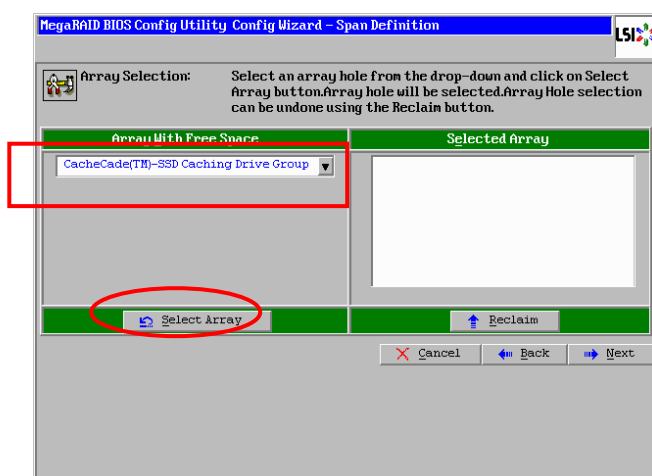 MegaRAID BIOS Config Utility Config Wizard – Span Definition
LSI
Array Selection:
Select an array hole from the drop-down and click on Select
Array button.Array hole will be selected.Array Hole selection
can be undone using the Reclaim button.
Array With Free Space
Selected Array
CacheCade(TM)-SSD Caching Drive Group
Select Array
Reclaim
Cancel
Back
Next